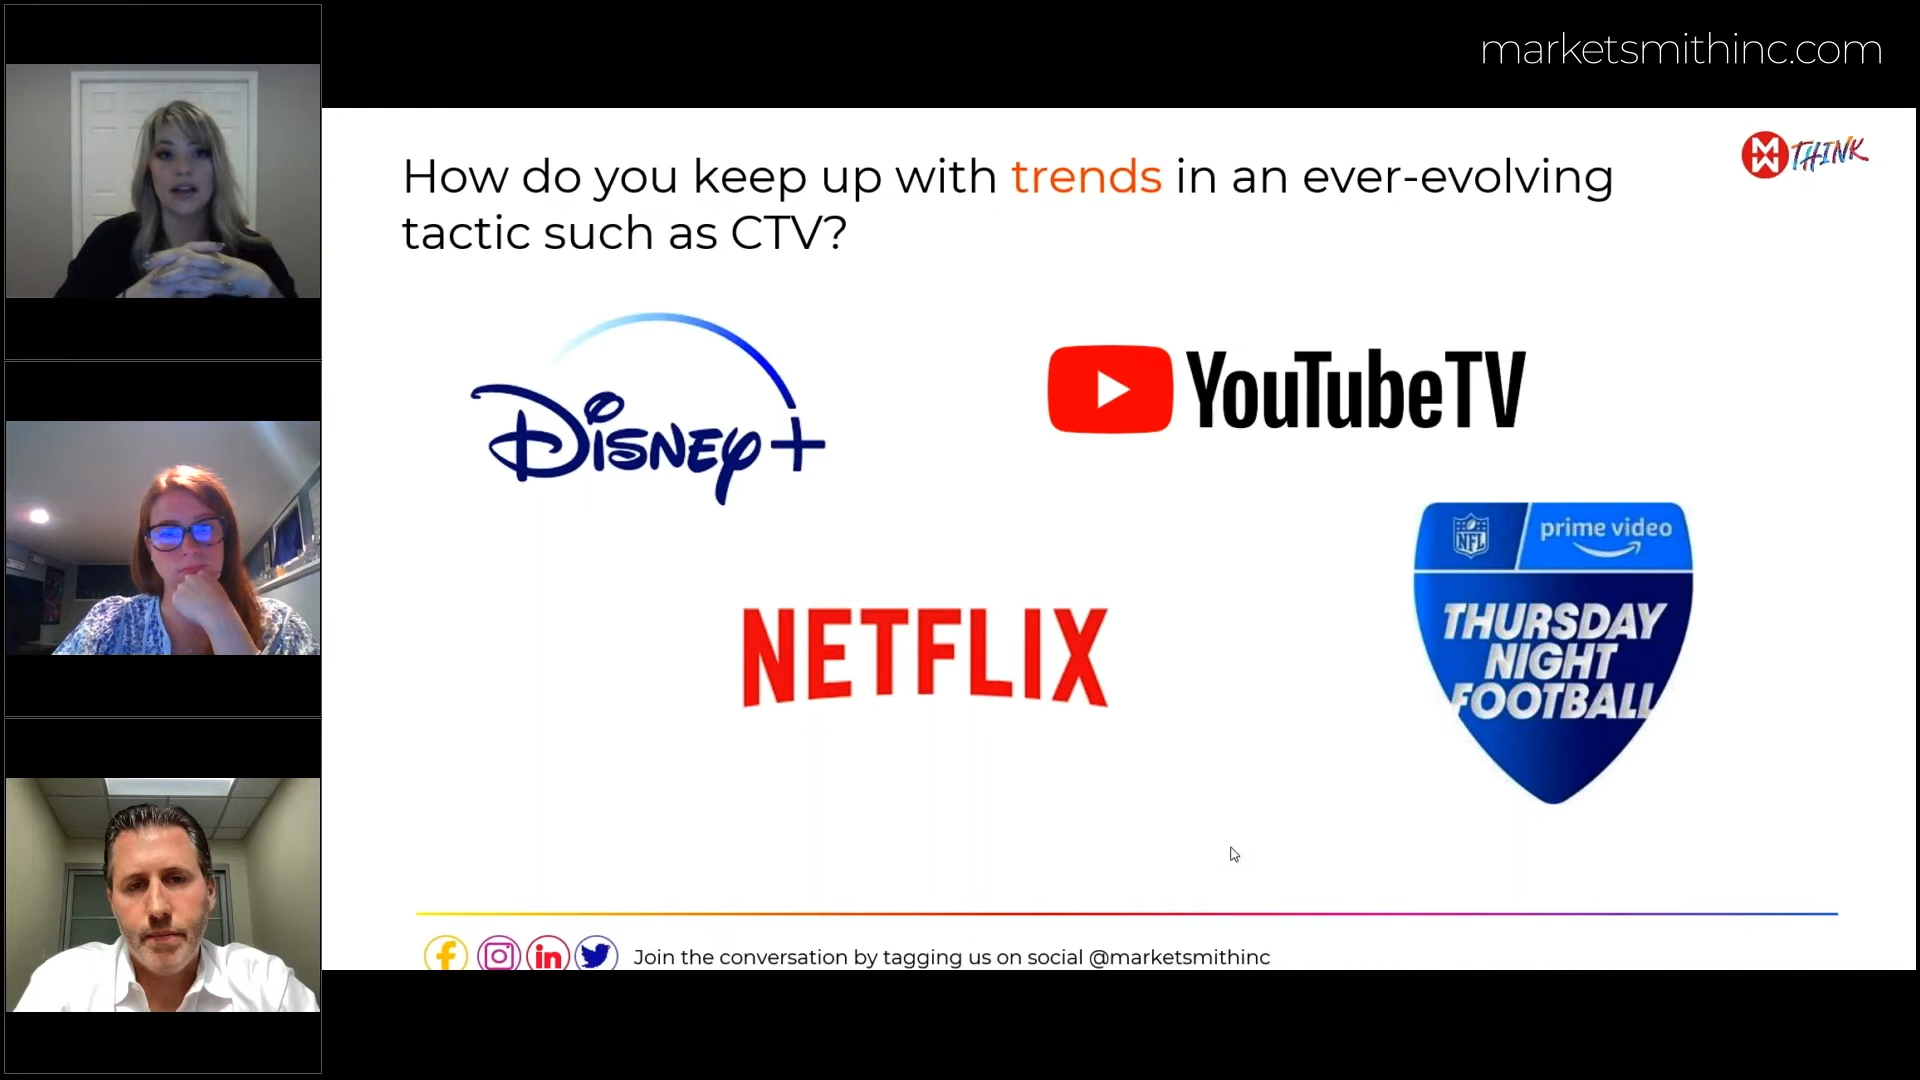 marketsmithinc.com
How do you keep up with trends in an ever-evolving
tactic such as CTV?
THINK
Disney+
YouTubeTV
NFL
prime video
THURSDAY
NIGHT
FOOTBALL
NETFLIX
Join the conversation by tagging us on social @marketsmithinc